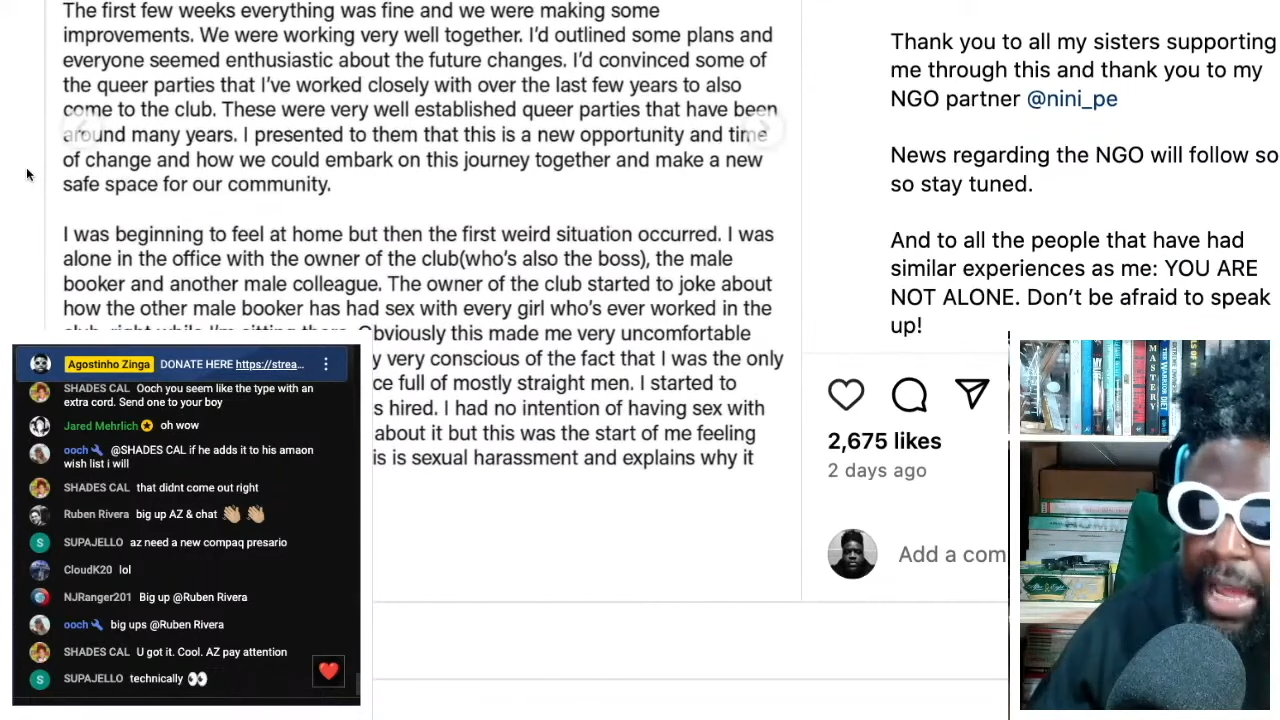 The first few weeks everything was fine and we were making some
improvements. We were working very well together. I'd outlined some plans and
everyone seemed enthusiastic about the future changes. I'd convinced some of
the queer parties that I've worked closely with over the last few years to also
come to the club. These were very well established queer parties that have been
around many years. I presented to them that this is a new opportunity and time
of change and how we could embark on this journey together and make a new
safe space for our community.
I was beginning to feel at home but then the first weird situation occurred. I was
alone in the office with the owner of the club(who's also the boss), the male
booker and another male colleague. The owner of the club started to joke about
how the other male booker has had sex with every girl who's ever worked in the
club, right while I'm sitting there. Obviously this made me very uncomfortable
y very conscious of the fact that I was the only
ce full of mostly straight men. I started to
s hired. I had no intention of having sex with
about it but this was the start of me feeling
is is sexual harassment and explains why it
Thank you to all my sisters supporting
me through this and thank you to my
NGO partner @nini_pe
News regarding the NGO will follow so
so stay tuned.
And to all the people that have had
similar experiences as me: YOU ARE
NOT ALONE. Don't be afraid to speak
up!
2,675 likes
2 days ago
Add a com
Agostinho Zinga DONATE HERE https://strea...
SHADES CAL Ooch you seem like the type with an
extra cord. Send one to your boy
Jared Mehrlich oh wow
ooch @SHADES CAL if he adds it to his amaon
wish list i will
SHADES CAL that didnt come out right
Ruben Rivera big up AZ & chat 👏🏼 👏🏼
SUPAJELLO az need a new compaq presario
CloudK20 lol
NJRanger201 Big up @Ruben Rivera
ooch big ups @Ruben Rivera
SHADES CAL U got it. Cool. AZ pay attention
SUPAJELLO technically 👀
MASTERY
THE WARRIOR DIET